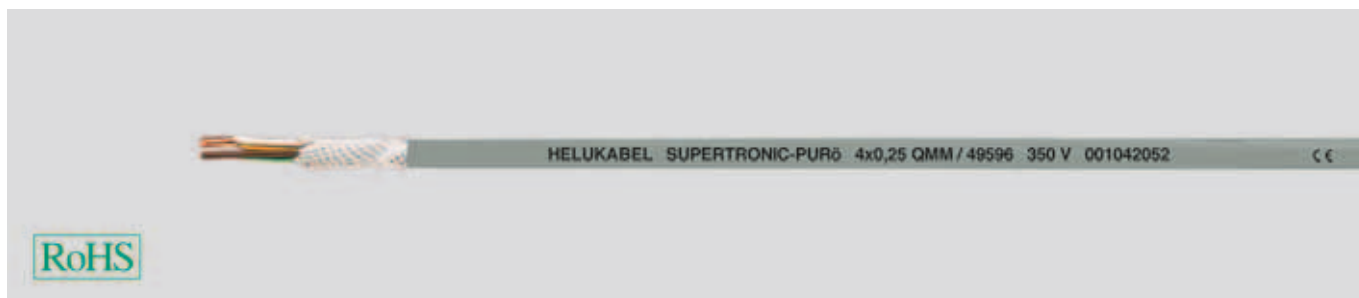 HELUKABEL SUPERTRONIC-PURö 4x0,25 QMM / 49596 350 V 001042052 CE
RoHS